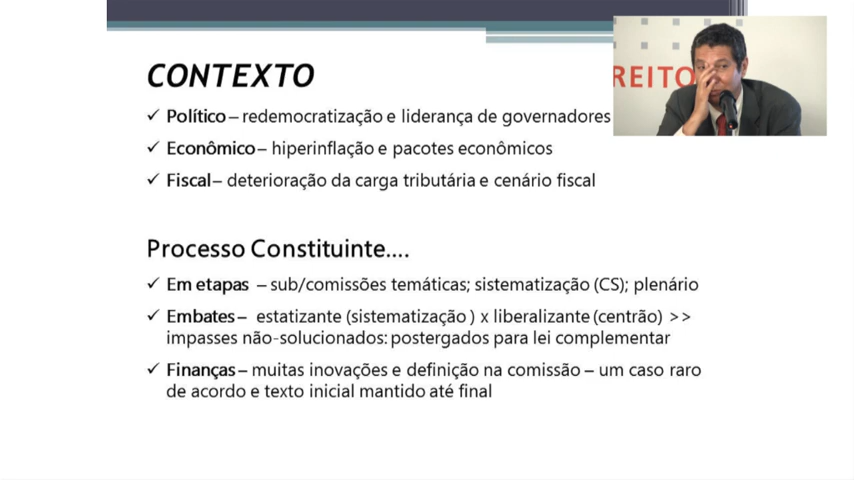 CONTEXTO
REITO
✓ Político – redemocratização e liderança de governadores
✓ Econômico – hiperinflação e pacotes econômicos
✓ Fiscal – deterioração da carga tributária e cenário fiscal
Processo Constituinte....
✓ Em etapas – sub/comissões temáticas; sistematização (CS); plenário
✓ Embates – estatizante (sistematização ) x liberalizante (centrão) >>
impasses não-solucionados: postergados para lei complementar
✓ Finanças – muitas inovações e definição na comissão – um caso raro
de acordo e texto inicial mantido até final